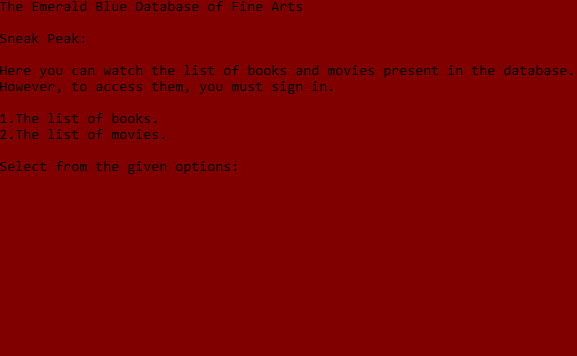 The Emerald Blue Database of Fine Arts
Sneak Peak:
Here you can watch the list of books and movies present in the database.
However, to access them, you must sign in.
1.The list of books.
2.The list of movies.
Select from the given options: